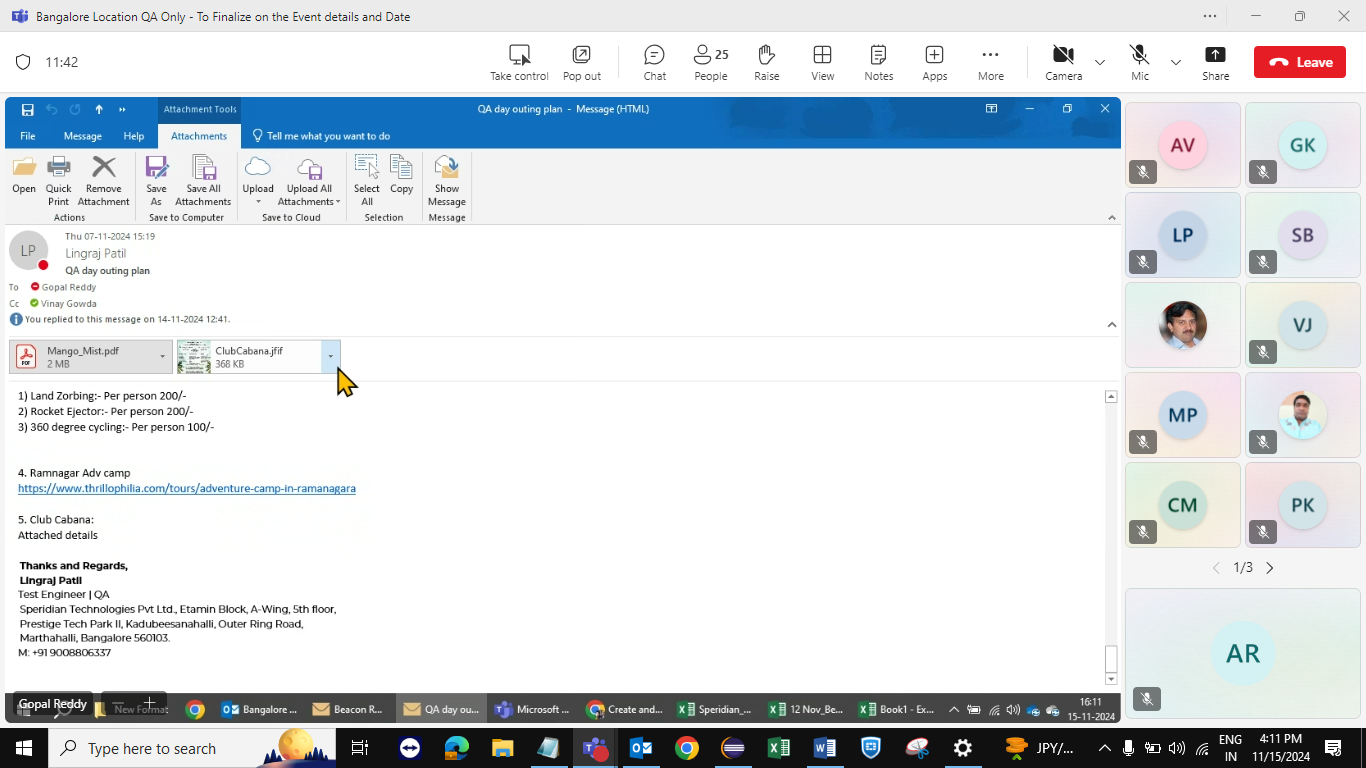 Bangalore Location QA Only - To Finalize on the Event details and Date
11:42
Take control
Pop out
Chat
25
People
Raise
View
Notes
Apps
More
Camera
Mic
Share
Leave
Attachment Tools
QA day outing plan - Message (HTML)
File
Message
Help
Attachments
Tell me what you want to do
Open
Quick Print
Remove Attachment
Save As
Save All Attachments
Upload
Upload All Attachments
Select All
Copy
Show Message
Actions
Save to Computer
Save to Cloud
Selection
Message
LP
Thu 07-11-2024 15:19
Lingraj Patil
QA day outing plan
To Gopal Reddy
Cc Vinay Gowda
You replied to this message on 14-11-2024 12:41.
PDF
Mango_Mist.pdf
2 MB
ClubCabana.jfif
368 KB
1) Land Zorbing:- Per person 200/-
2) Rocket Ejector:- Per person 200/-
3) 360 degree cycling:- Per person 100/-
4. Ramnagar Adv camp
https://www.thrillophilia.com/tours/adventure-camp-in-ramanagara
5. Club Cabana:
Attached details
Thanks and Regards,
Lingraj Patil
Test Engineer | QA
Speridian Technologies Pvt Ltd., Etamin Block, A-Wing, 5th floor,
Prestige Tech Park II, Kadubeesanahalli, Outer Ring Road,
Marthahalli, Bangalore 560103.
M: +91 9008806337
AV
GK
LP
SB
VJ
MP
CM
PK
1/3
AR
Gopal Reddy
New Format
Bangalore ...
Beacon R...
QA day ou...
Microsoft ...
Create and...
Speridian_...
12 Nov_Be...
Book1 - Ex...
16:11
15-11-2024
Type here to search
JPY/...
ENG
IN
4:11 PM
11/15/2024